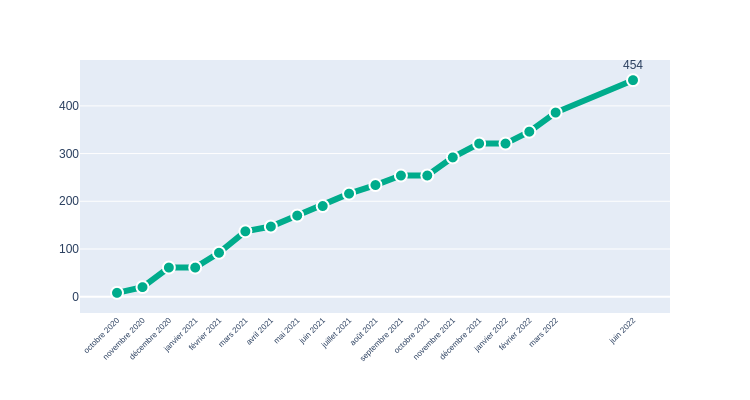 454
400
300
200
100
0
octobre 2020
novembre 2020
décembre 2020
janvier 2021
février 2021
mars 2021
avril 2021
mai 2021
juin 2021
juillet 2021
août 2021
septembre 2021
octobre 2021
novembre 2021
décembre 2021
janvier 2022
février 2022
mars 2022
juin 2022